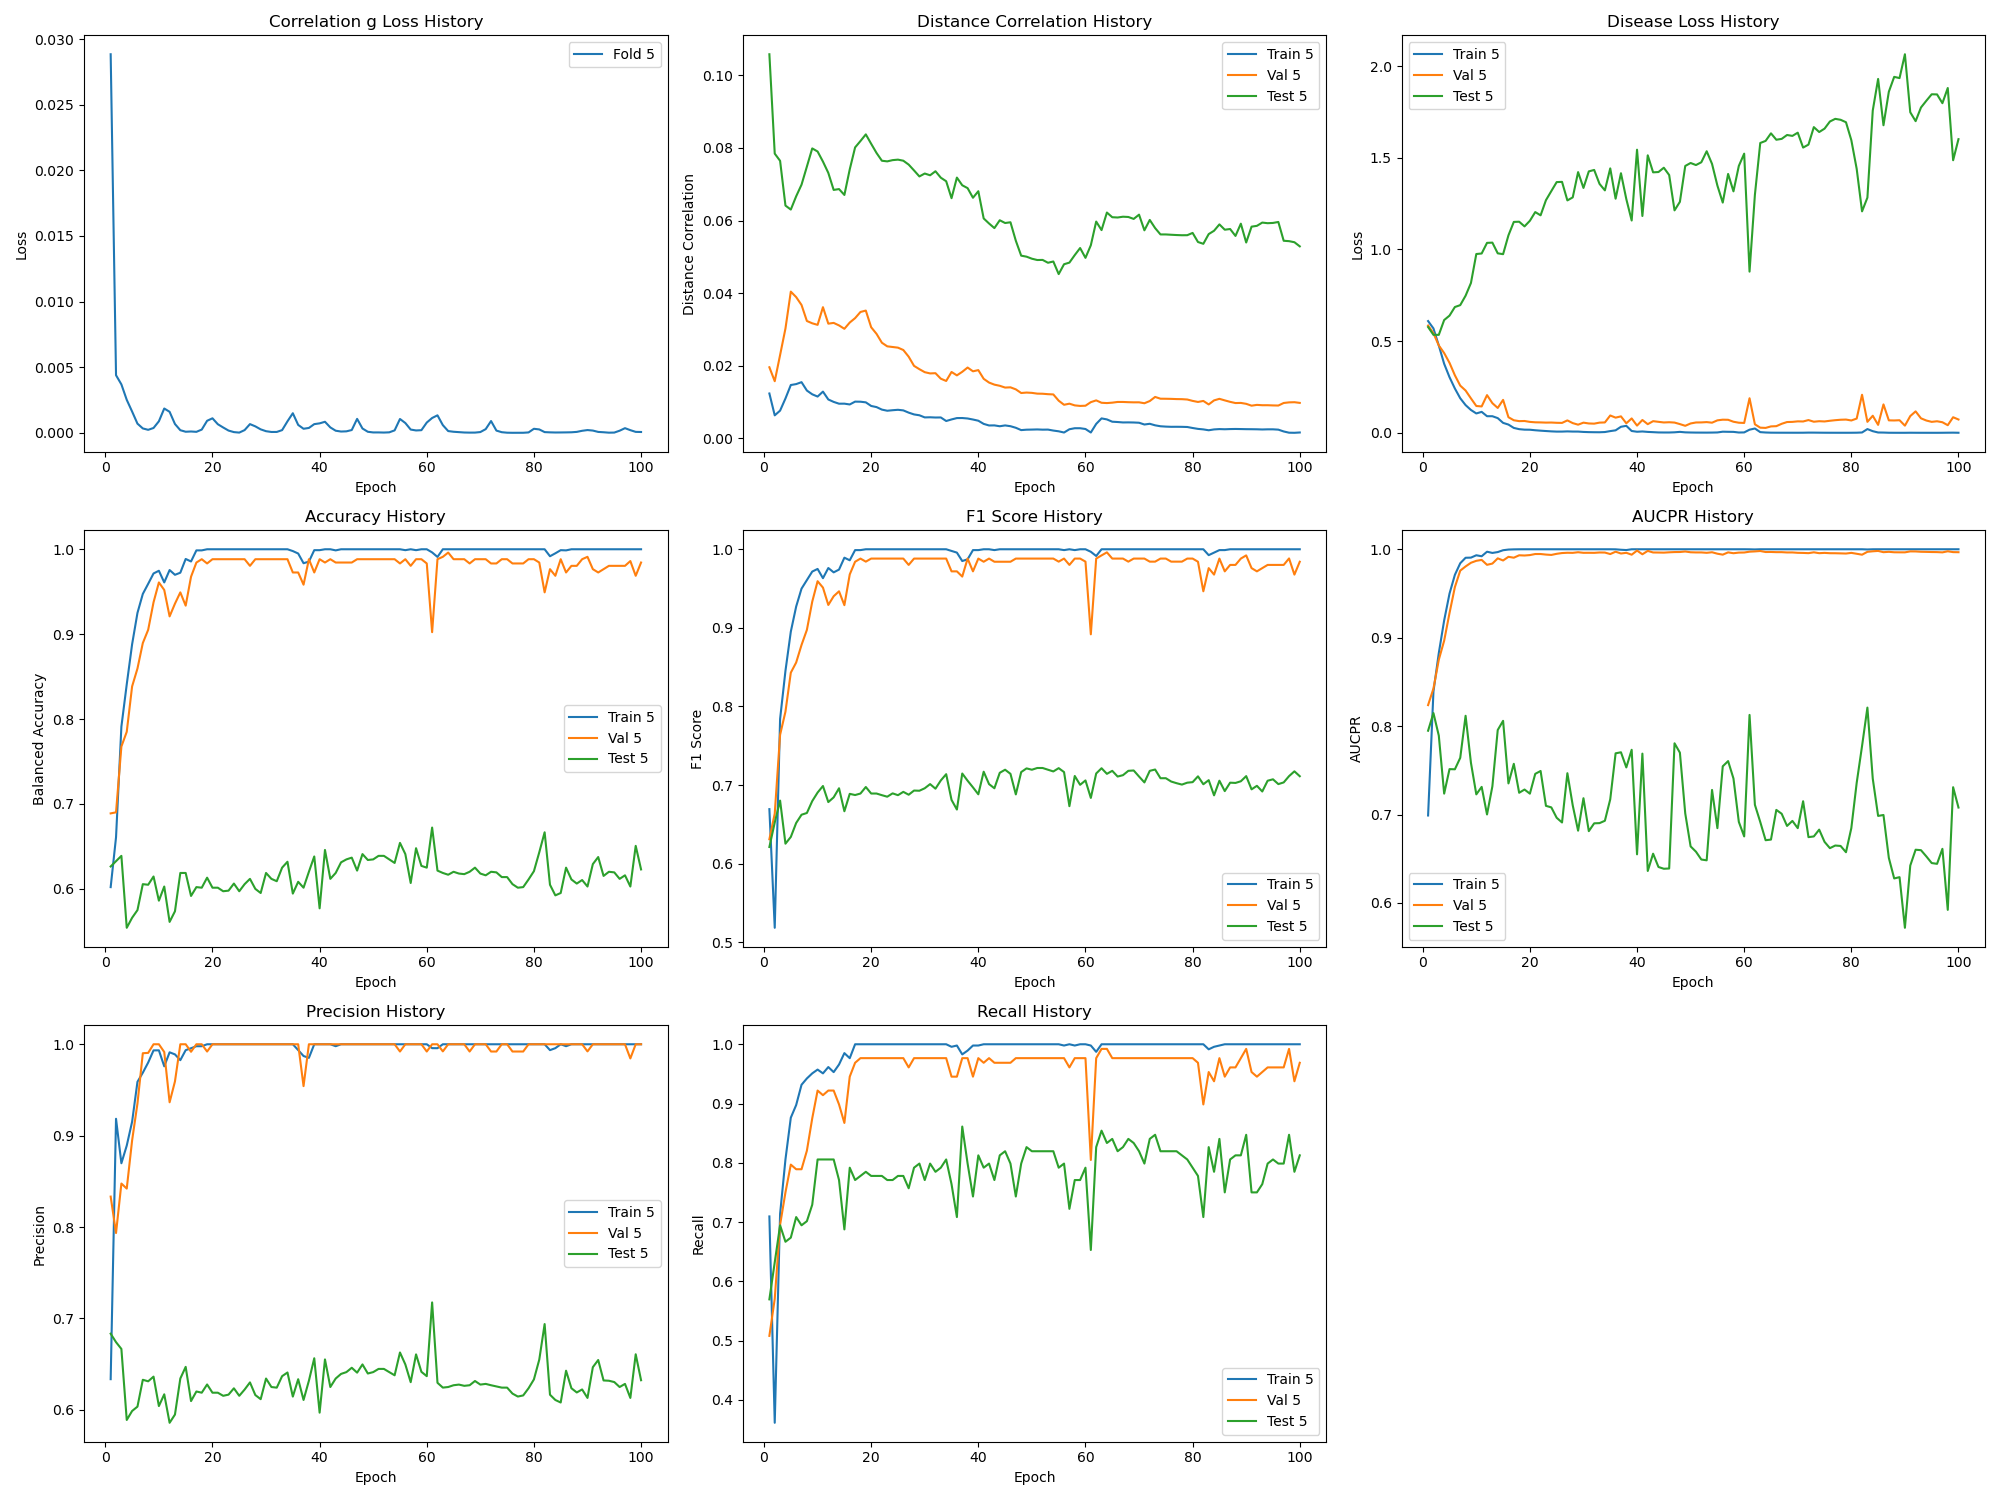 Correlation g Loss History
Loss
0.030
0.025
0.020
0.015
0.010
0.005
0.000
0 20 40 60 80 100
Epoch
Fold 5
Distance Correlation History
Distance Correlation
0.10
0.08
0.06
0.04
0.02
0.00
0 20 40 60 80 100
Epoch
Train 5
Val 5
Test 5
Disease Loss History
Loss
2.0
1.5
1.0
0.5
0.0
0 20 40 60 80 100
Epoch
Train 5
Val 5
Test 5
Accuracy History
Balanced Accuracy
1.0
0.9
0.8
0.7
0.6
0 20 40 60 80 100
Epoch
Train 5
Val 5
Test 5
F1 Score History
F1 Score
1.0
0.9
0.8
0.7
0.6
0.5
0 20 40 60 80 100
Epoch
Train 5
Val 5
Test 5
AUCPR History
AUCPR
1.0
0.9
0.8
0.7
0.6
0 20 40 60 80 100
Epoch
Train 5
Val 5
Test 5
Precision History
Precision
1.0
0.9
0.8
0.7
0.6
0 20 40 60 80 100
Epoch
Train 5
Val 5
Test 5
Recall History
Recall
1.0
0.9
0.8
0.7
0.6
0.5
0.4
0 20 40 60 80 100
Epoch
Train 5
Val 5
Test 5